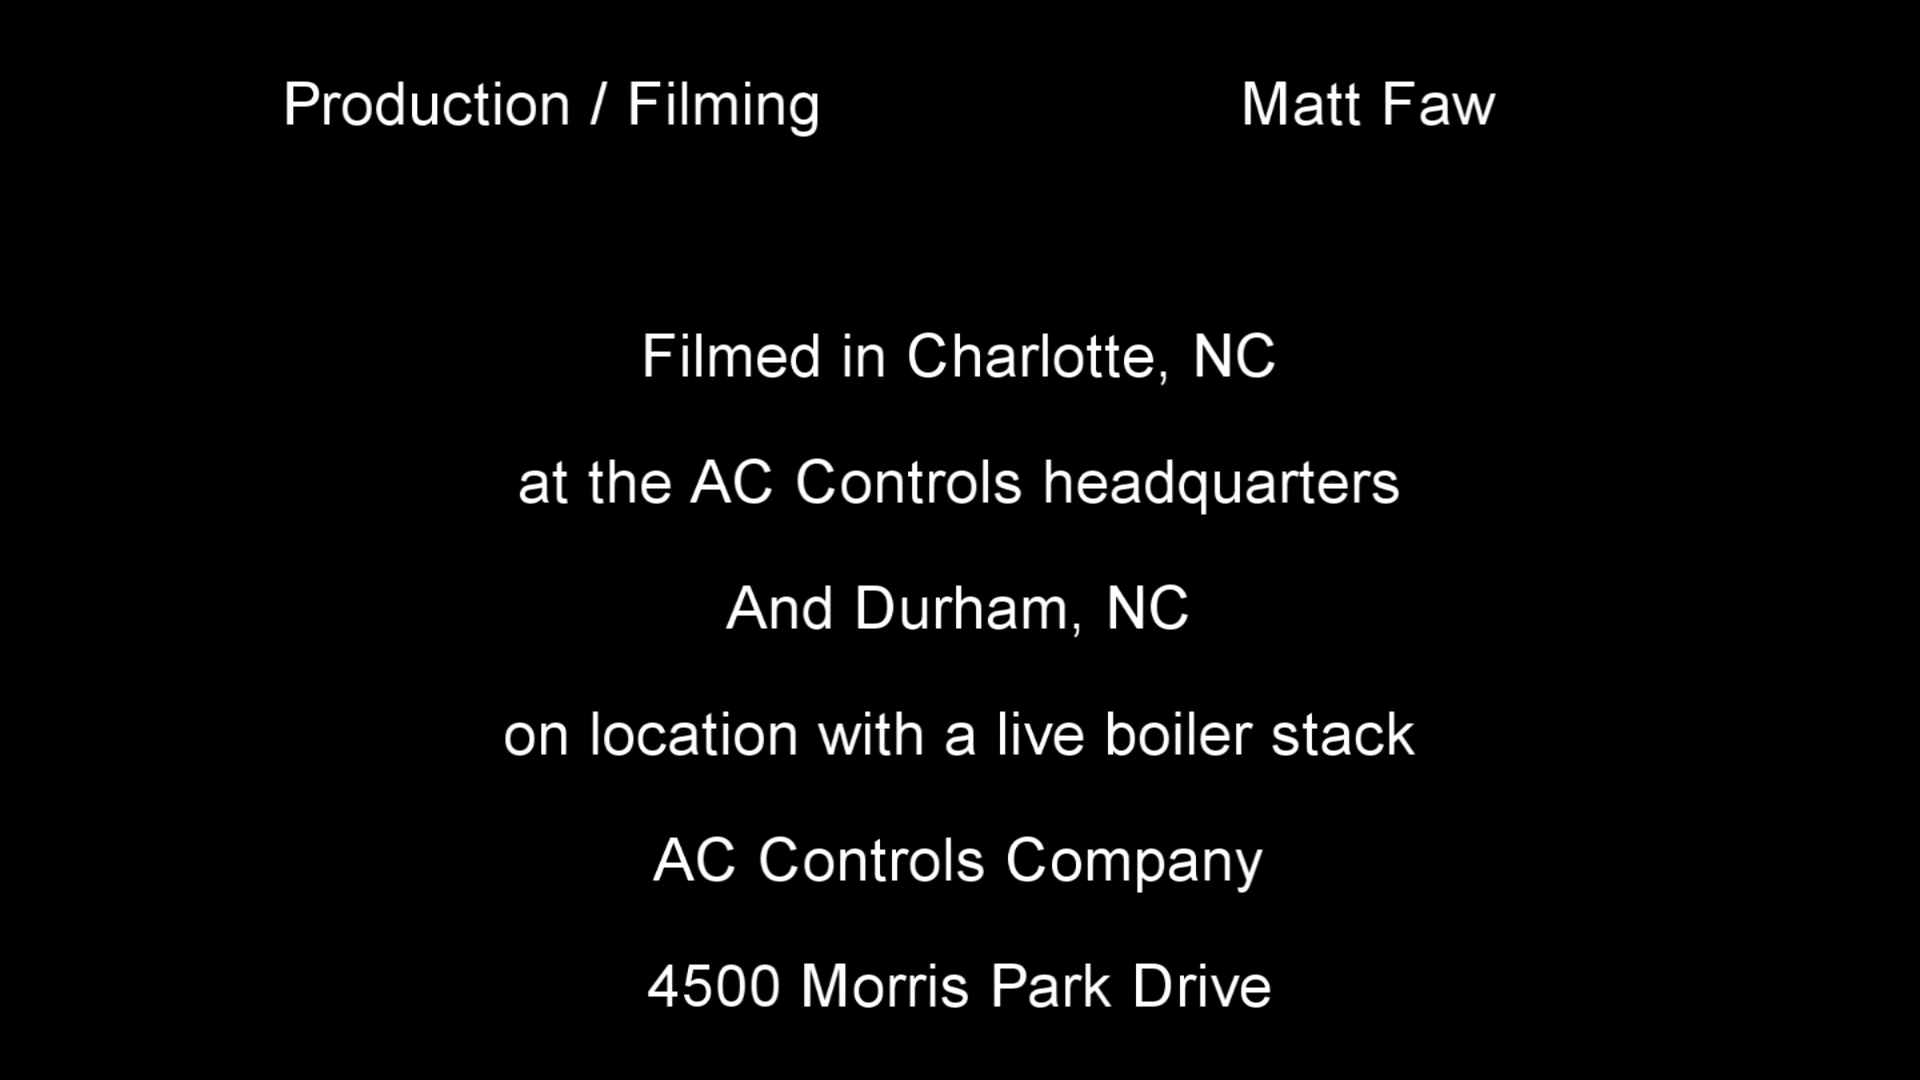 Production / Filming Matt Faw
Filmed in Charlotte, NC
at the AC Controls headquarters
And Durham, NC
on location with a live boiler stack
AC Controls Company
4500 Morris Park Drive